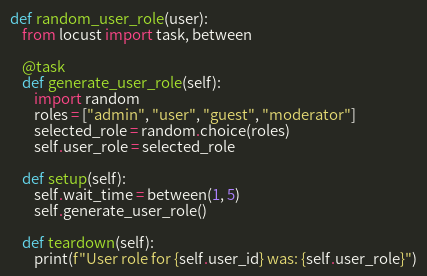 def random_user_role(user):
    from locust import task, between

    @task
    def generate_user_role(self):
        import random
        roles = ["admin", "user", "guest", "moderator"]
        selected_role = random.choice(roles)
        self.user_role = selected_role

    def setup(self):
        self.wait_time = between(1, 5)
        self.generate_user_role()

    def teardown(self):
        print(f"User role for {self.user_id} was: {self.user_role}")